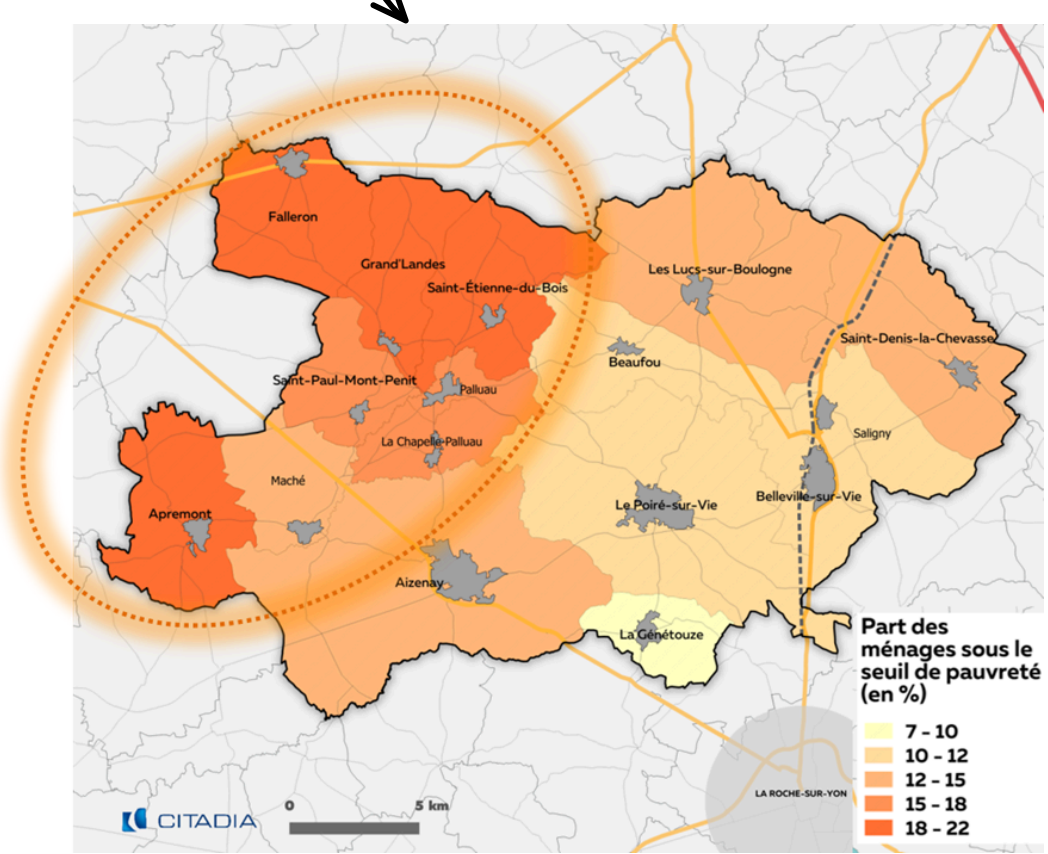 Falleron
Grand'Landes
Saint-Étienne-du-Bois
Les Lucs-sur-Boulogne
Saint-Denis-la-Chevasse
Beaufou
Saint-Paul-Mont-Penit
Palluau
La Chapelle-Palluau
Saligny
Maché
Apremont
Le Poiré-sur-Vie
Belleville-sur-Vie
Aizenay
La Génétouze
Part des
ménages sous le
seuil de pauvreté
(en %)
7 - 10
10 - 12
12 - 15
15 - 18
18 - 22
LA ROCHE-SUR-YON
0 5 km
CITADIA